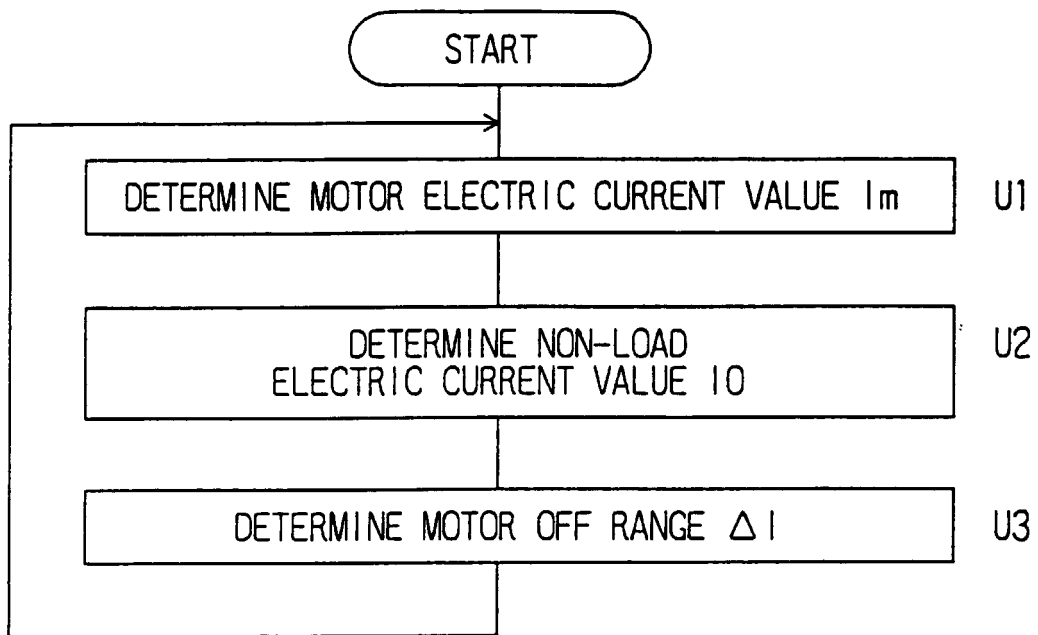 START
DETERMINE MOTOR ELECTRIC CURRENT VALUE Im U1
DETERMINE NON-LOAD U2
ELECTRIC CURRENT VALUE I0
DETERMINE MOTOR OFF RANGE ΔI U3